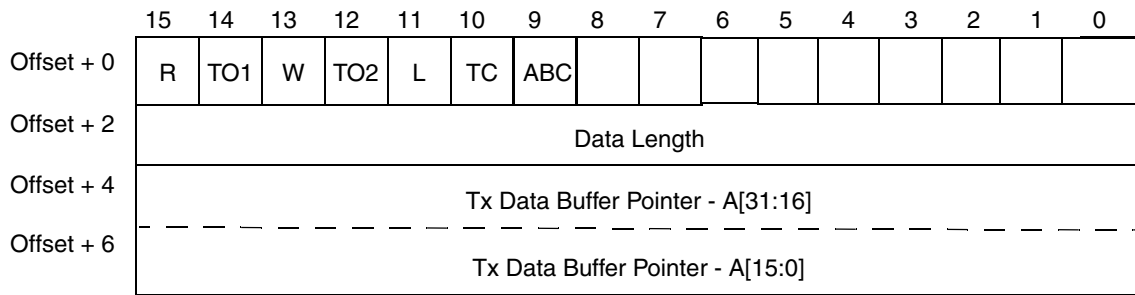 15 14 13 12 11 10 9 8 7 6 5 4 3 2 1 0
Offset + 0 R TO1 W TO2 L TC ABC
Offset + 2 Data Length
Offset + 4 Tx Data Buffer Pointer - A[31:16]
Offset + 6 Tx Data Buffer Pointer - A[15:0]